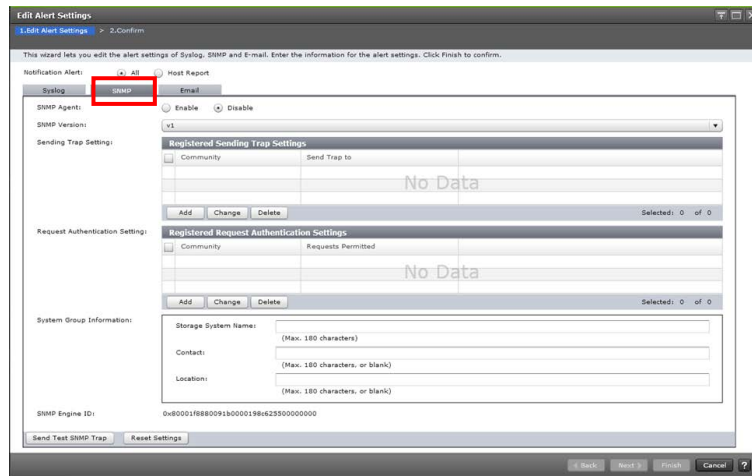 Edit Alert Settings
1.Edit Alert Settings > 2.Confirm
This wizard lets you edit the alert settings of Syslog, SNMP and E-mail. Enter the information for the alert settings. Click Finish to confirm.
Notification Alert: All Host Report
Syslog SNMP Email
SNMP Agent: Enable Disable
SNMP Version: v1
Sending Trap Setting: Registered Sending Trap Settings
Community Send Trap to
No Data
Add Change Delete Selected: 0 of 0
Request Authentication Setting: Registered Request Authentication Settings
Community Requests Permitted
No Data
Add Change Delete Selected: 0 of 0
System Group Information:
Storage System Name:
(Max. 180 characters)
Contact:
(Max. 180 characters, or blank)
Location:
(Max. 180 characters, or blank)
SNMP Engine ID: 0x80001f8880091b0000198c625500000000
Send Test SNMP Trap Reset Settings
< Back Next > Finish Cancel ?